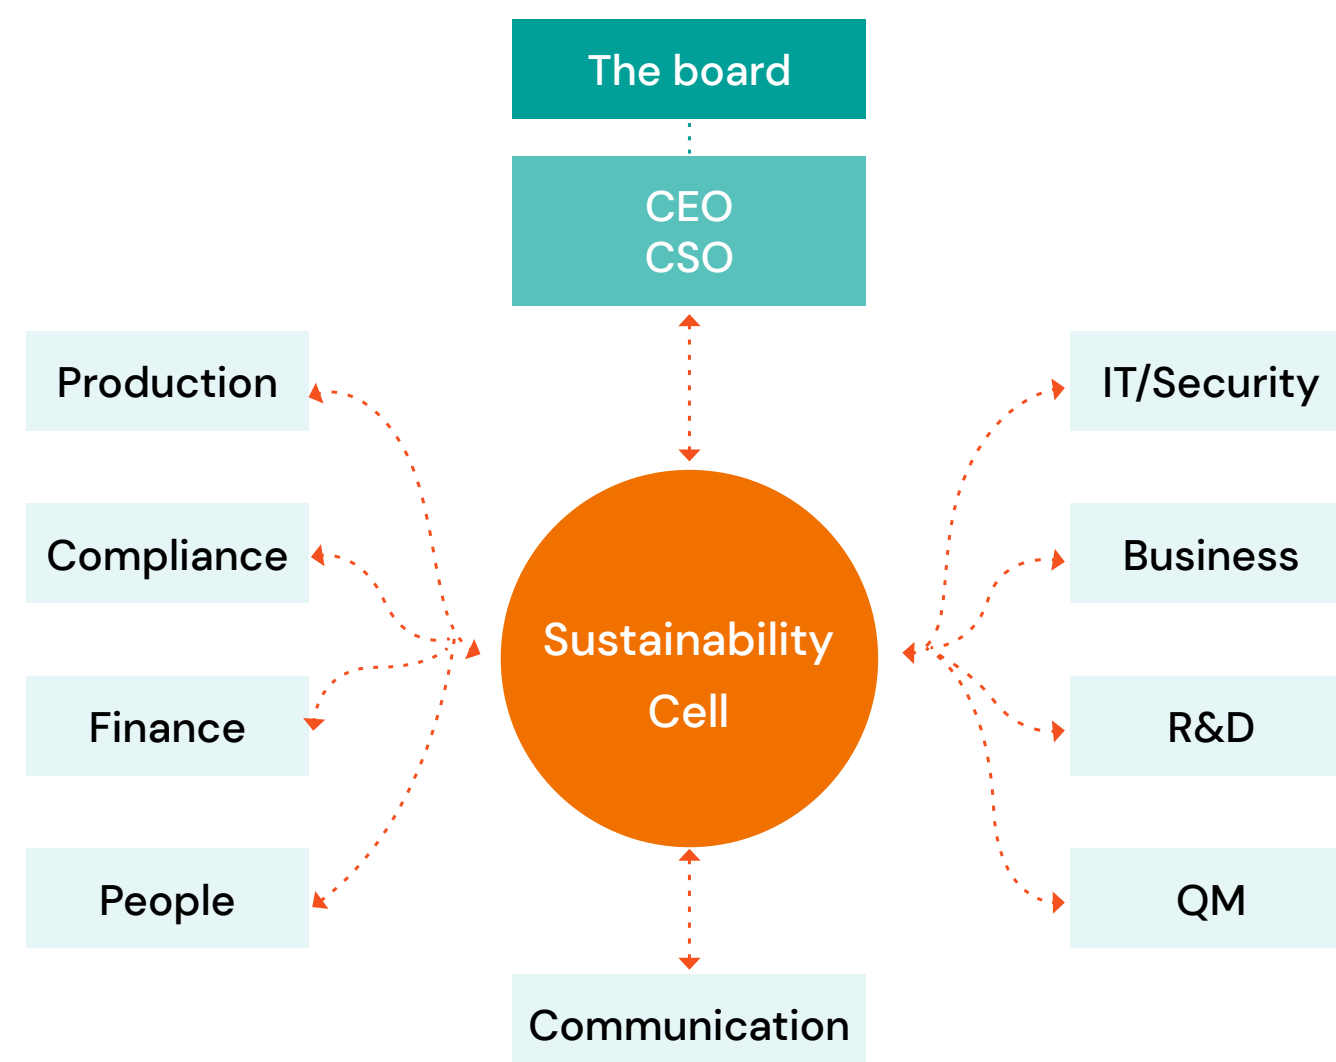 The board
CEO
CSO
Production
IT/Security
Compliance
Business
Sustainability
Cell
Finance
R&D
People
QM
Communication